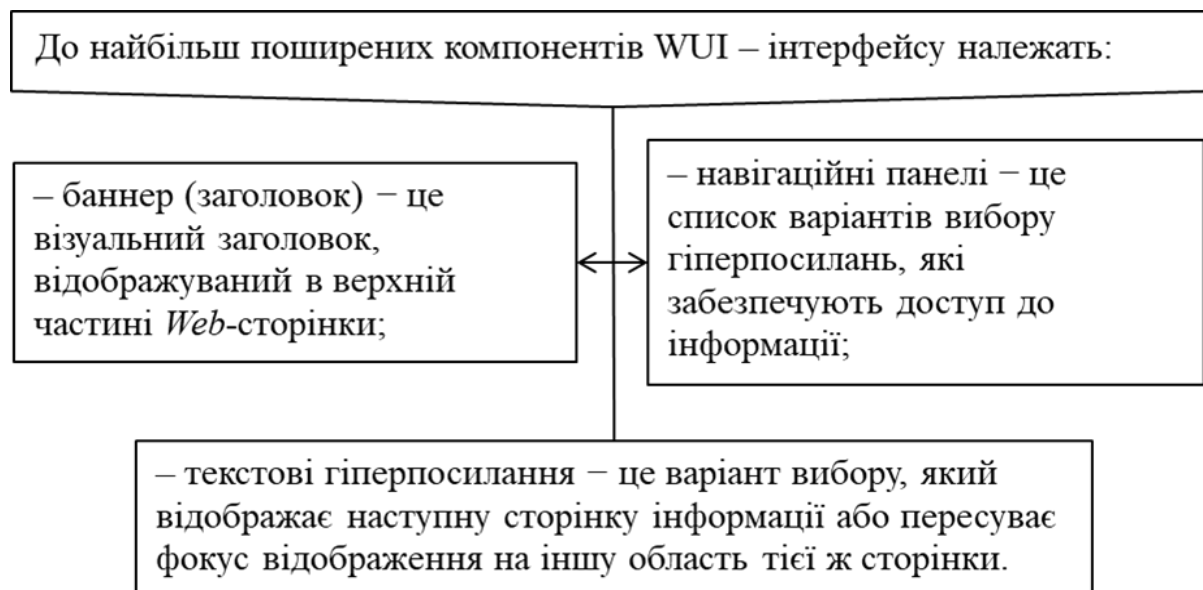 До найбільш поширених компонентів WUI – інтерфейсу належать:
– баннер (заголовок) − це
візуальний заголовок,
відображуваний в верхній
частині Web-сторінки;
– навігаційні панелі − це
список варіантів вибору
гіперпосилань, які
забезпечують доступ до
інформації;
– текстові гіперпосилання − це варіант вибору, який
відображає наступну сторінку інформації або пересуває
фокус відображення на іншу область тієї ж сторінки.